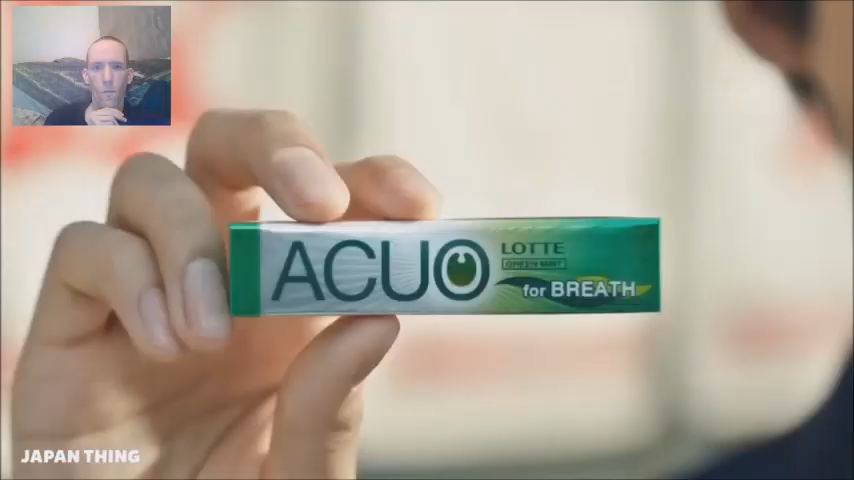 ACUO
LOTTE
GREEN MINT
for BREATH
JAPAN THING